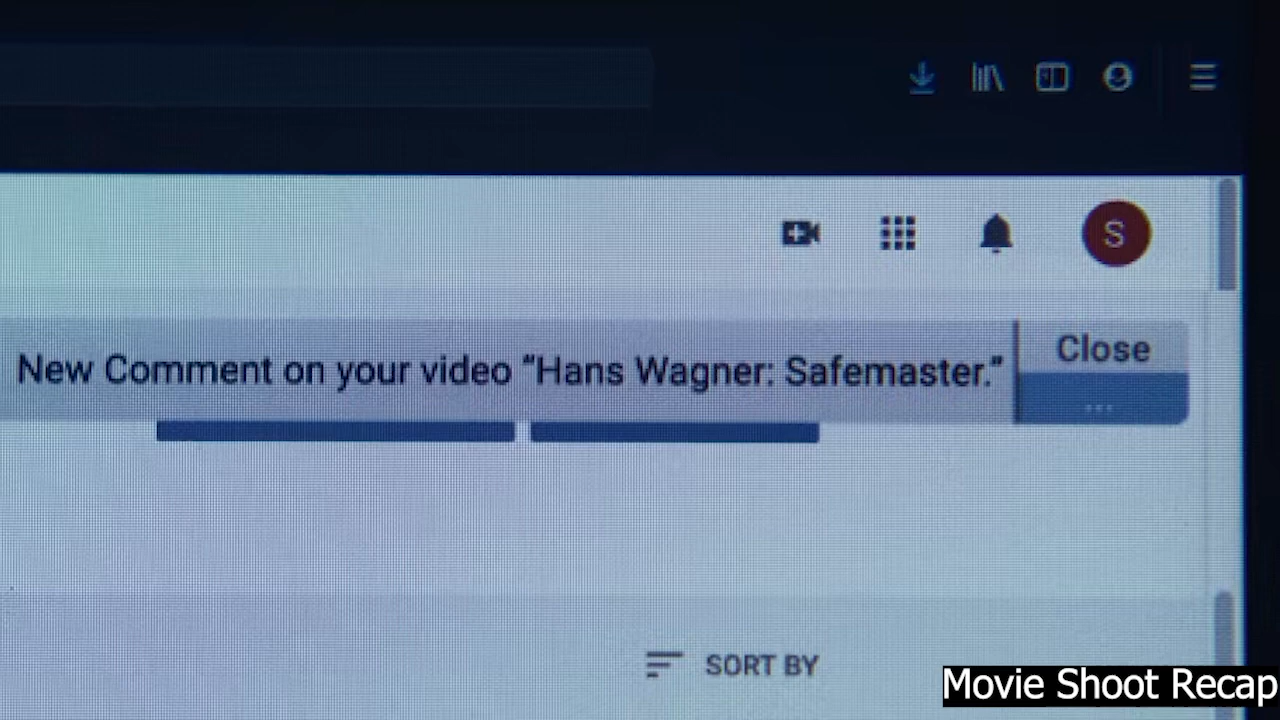 S
New Comment on your video “Hans Wagner: Safemaster.”
Close
...
SORT BY
Movie Shoot Recap